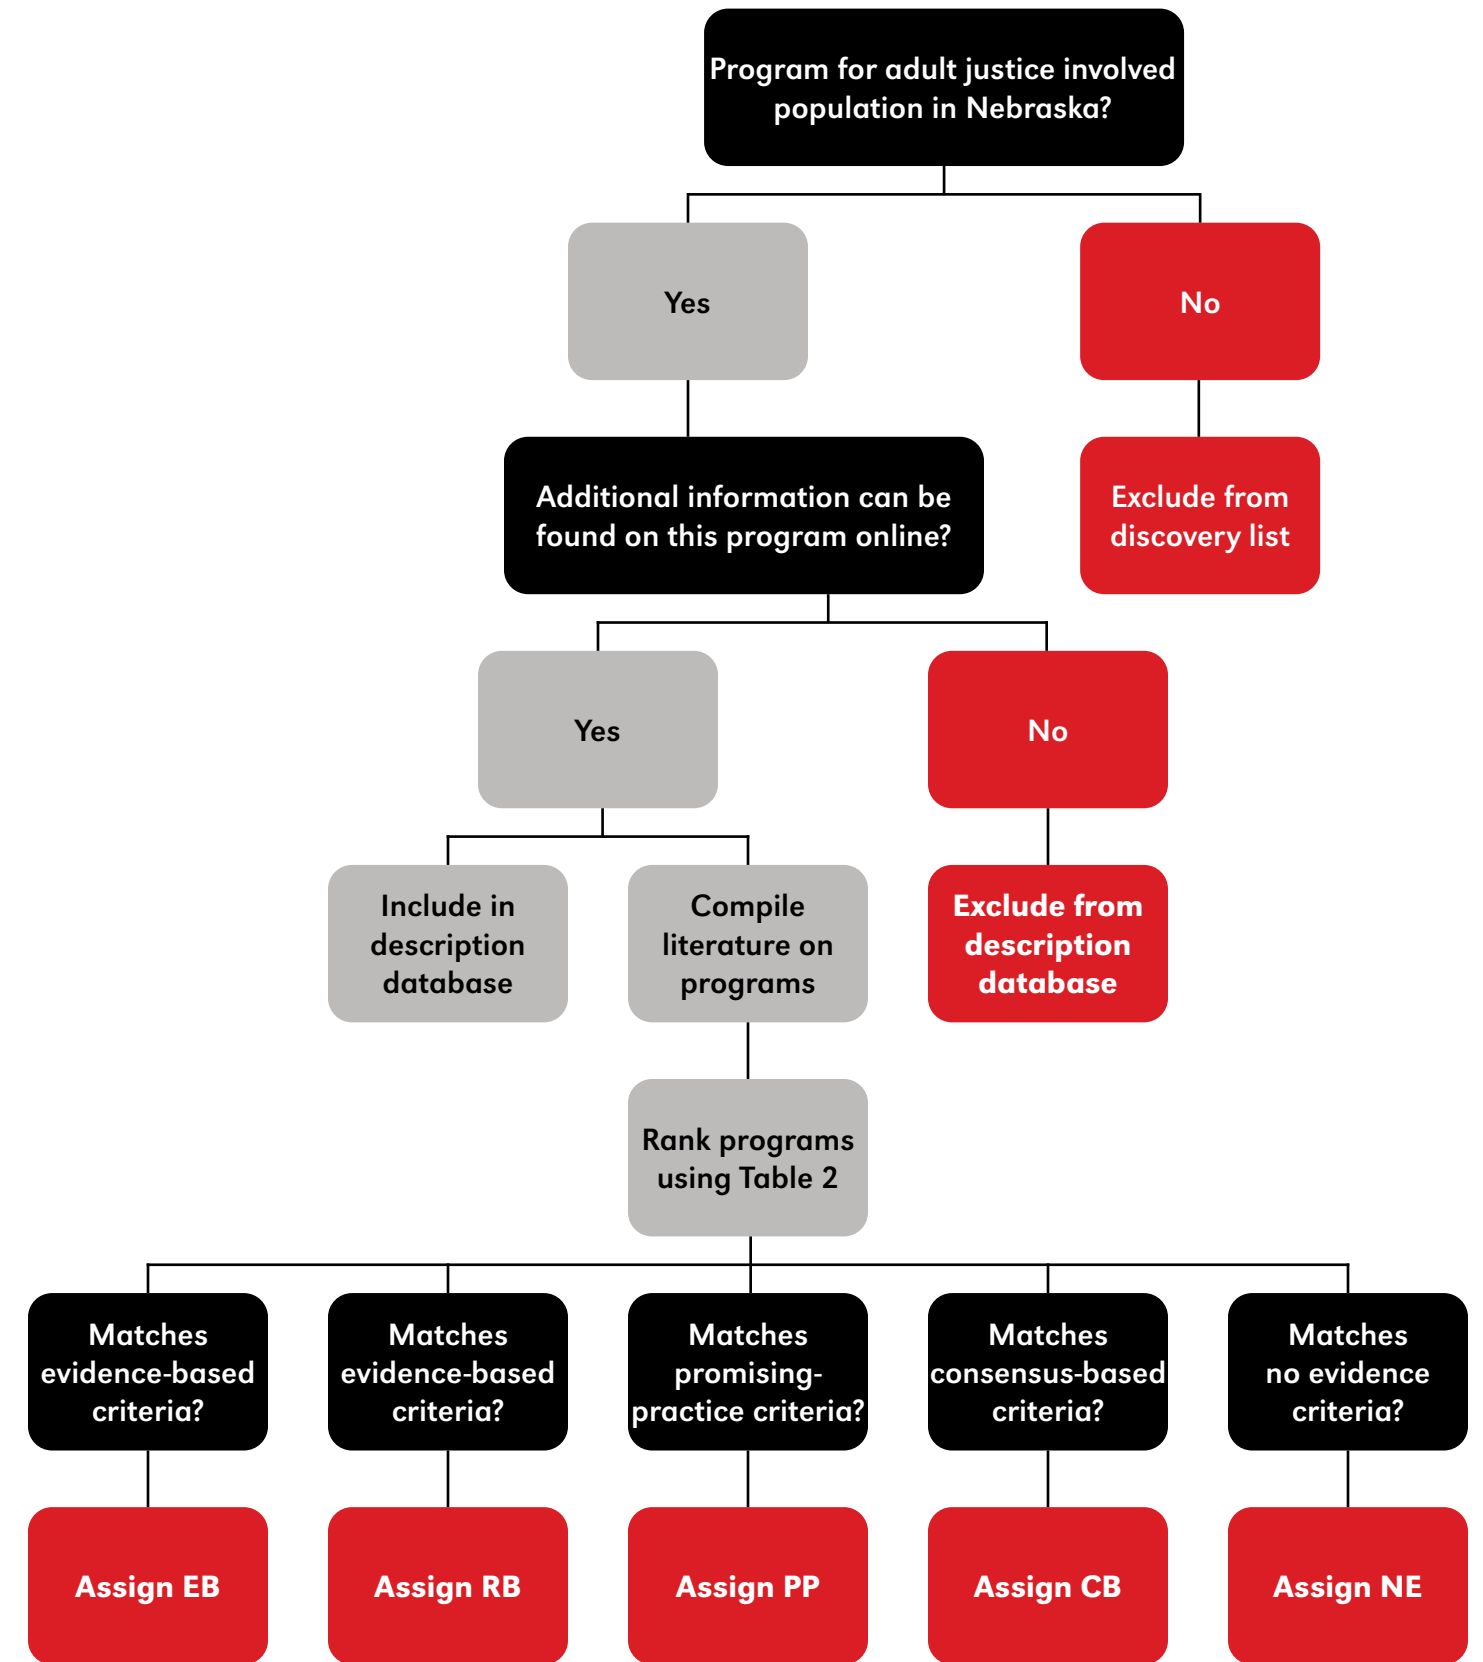 Program for adult justice involved
population in Nebraska?
Yes
No
Additional information can be
found on this program online?
Exclude from
discovery list
Yes
No
Include in
description
database
Compile
literature on
programs
Exclude from
description
database
Rank programs
using Table 2
Matches
evidence-based
criteria?
Matches
evidence-based
criteria?
Matches
promising-
practice criteria?
Matches
consensus-based
criteria?
Matches
no evidence
criteria?
Assign EB
Assign RB
Assign PP
Assign CB
Assign NE